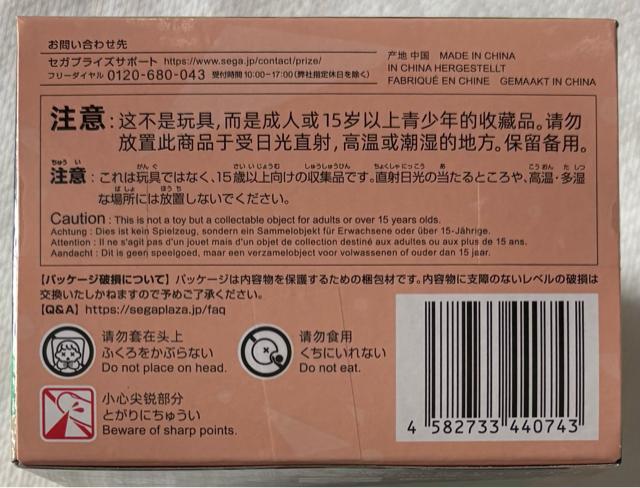 お問い合わせ先
セガプライズサポート https://www.sega.jp/contact/prize/
フリーダイヤル 0120-680-043 受付時間 10:00~17:00(弊社指定休日を除く)
产地 中国 MADE IN CHINA
IN CHINA HERGESTELLT
FABRIQUÉ EN CHINE GEMAAKT IN CHINA
注意:这不是玩具,而是成人或15岁以上青少年的收藏品。请勿
放置此商品于受日光直射,高温或潮湿的地方。保留备用。
注意:これは玩具ではなく、15歳以上向けの収集品です。直射日光の当たるところや、高温・多湿
な場所には放置しないでください。
Caution : This is not a toy but a collectable object for adults or over 15 years olds.
Achtung : Dies ist kein Spielzeug, sondern ein Sammelobjekt für Erwachsene oder über 15-Jährige.
Attention : Il ne s'agit pas d'un jouet mais d'un objet de collection destiné aux adultes ou aux plus de 15 ans.
Aandacht : Dit is geen speelgoed, maar een verzamelobject voor volwassenen of ouder dan 15 jaar.
【パッケージ破損について】パッケージは内容物を保護するための梱包材です。内容物に支障のないレベルの破損は
交換いたしかねますので予めご了承ください。
【Q&A】https://segaplaza.jp/faq
请勿套在头上
ふくろをかぶらない
Do not place on head.
请勿食用
くちにいれない
Do not eat.
小心尖锐部分
とがりにちゅうい
Beware of sharp points.
4 582733 440743